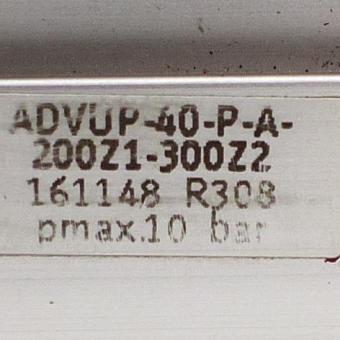 ADVUP-40-P-A-
200Z1-300Z2
161148 R308
pmax.10 bar